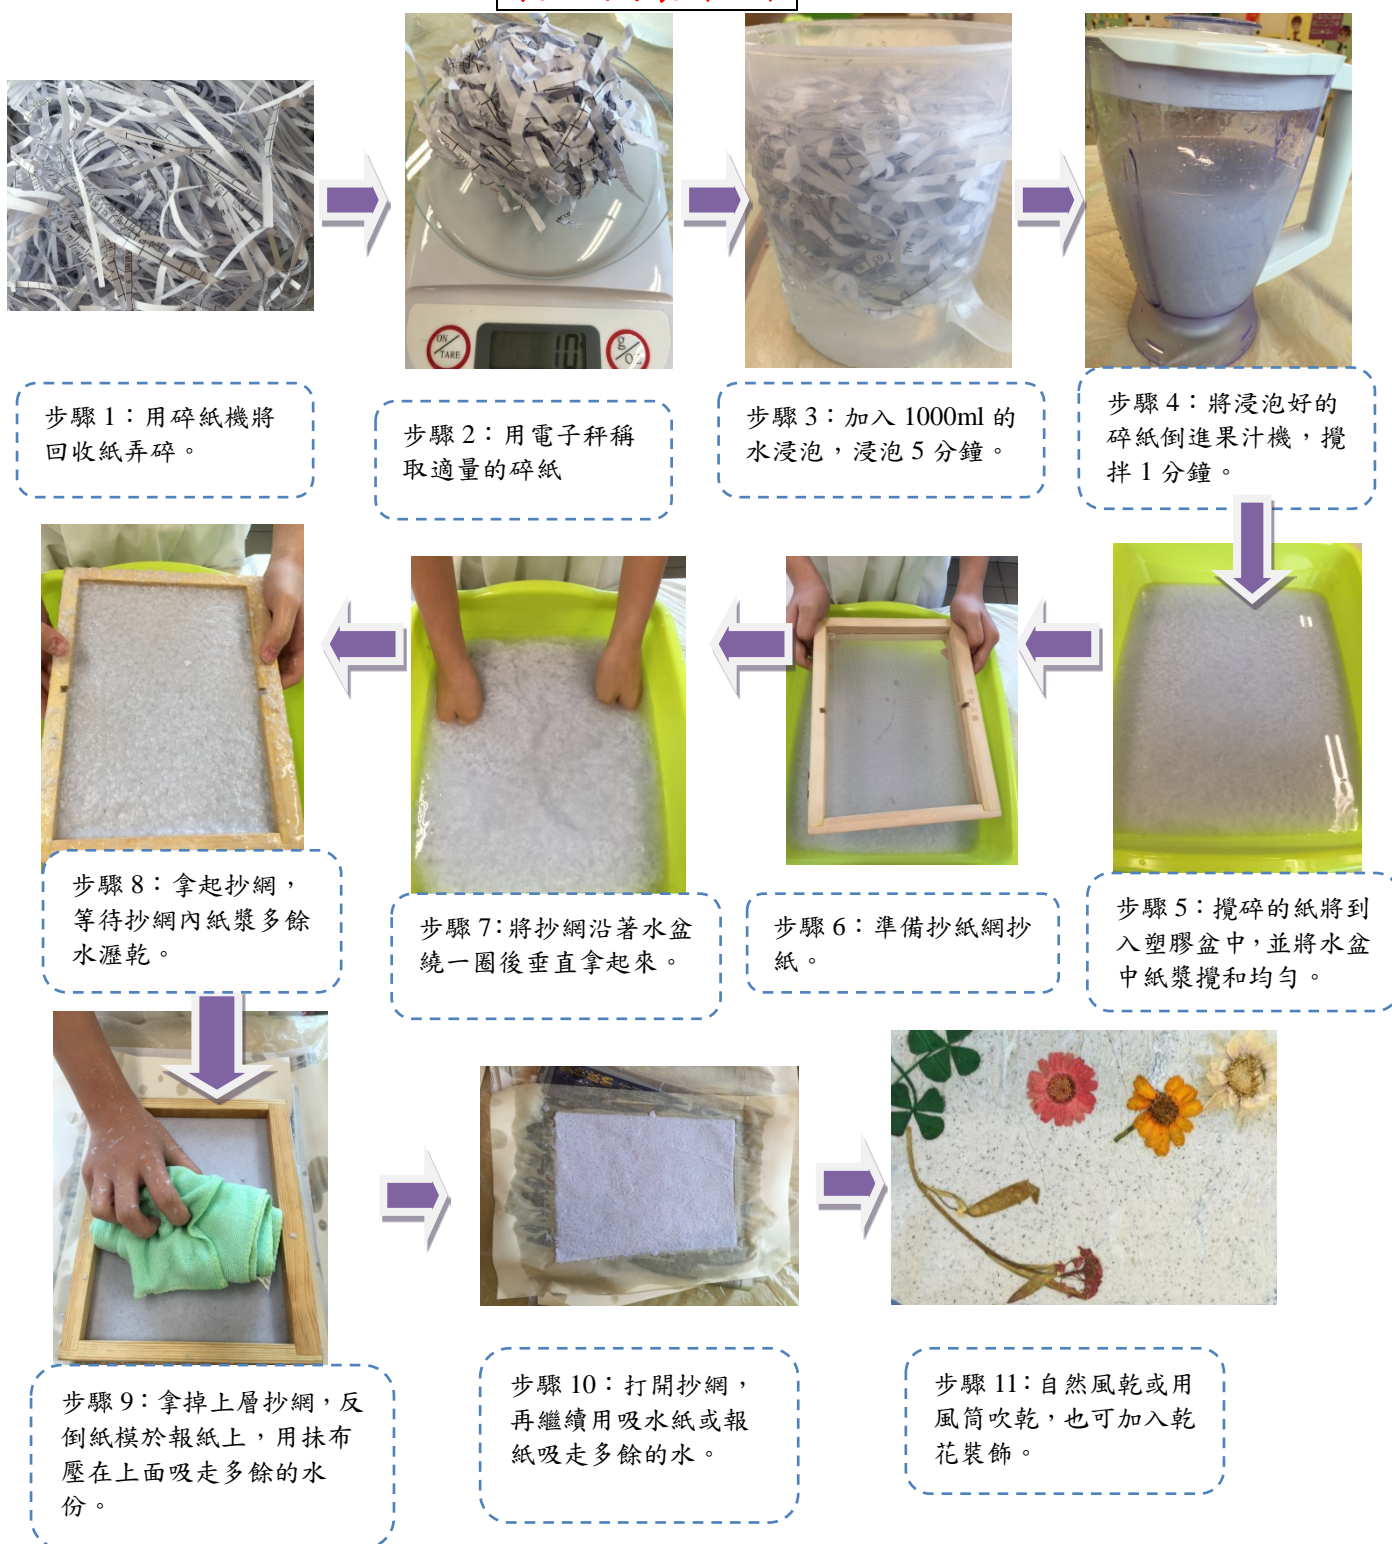 ON
TARE
10
g
步驟 1：用碎紙機將
回收紙弄碎。
步驟 2：用電子秤稱
取適量的碎紙
步驟 3：加入 1000ml 的
水浸泡，浸泡 5 分鐘。
步驟 4：將浸泡好的
碎紙倒進果汁機，攪
拌 1 分鐘。
步驟 5：攪碎的紙將到
入塑膠盆中，並將水盆
中紙漿攪和均勻。
步驟 6：準備抄紙網抄
紙。
步驟 7：將抄網沿著水盆
繞一圈後垂直拿起來。
步驟 8：拿起抄網，
等待抄網內紙漿多餘
水瀝乾。
步驟 9：拿掉上層抄網，反
倒紙模於報紙上，用抹布
壓在上面吸走多餘的水
份。
步驟 10：打開抄網，
再繼續用吸水紙或報
紙吸走多餘的水。
步驟 11：自然風乾或用
風筒吹乾，也可加入乾
花裝飾。